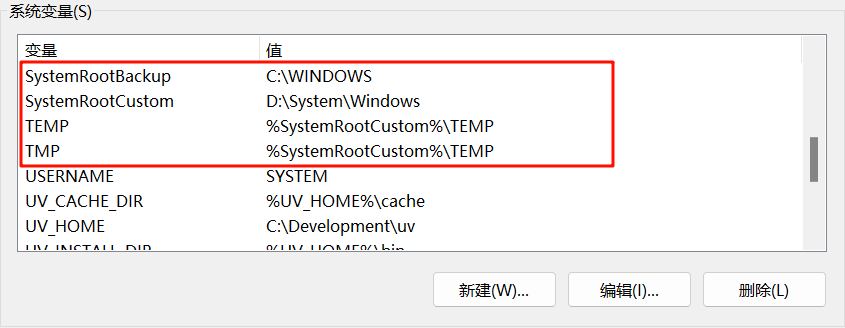 系统变量(S)
变量 值
SystemRootBackup C:\WINDOWS
SystemRootCustom D:\System\Windows
TEMP %SystemRootCustom%\TEMP
TMP %SystemRootCustom%\TEMP
USERNAME SYSTEM
UV_CACHE_DIR %UV_HOME%\cache
UV_HOME C:\Development\uv
UV_INSTALL_DIR %UV_HOME%\bin
新建(W)... 编辑(I)... 删除(L)